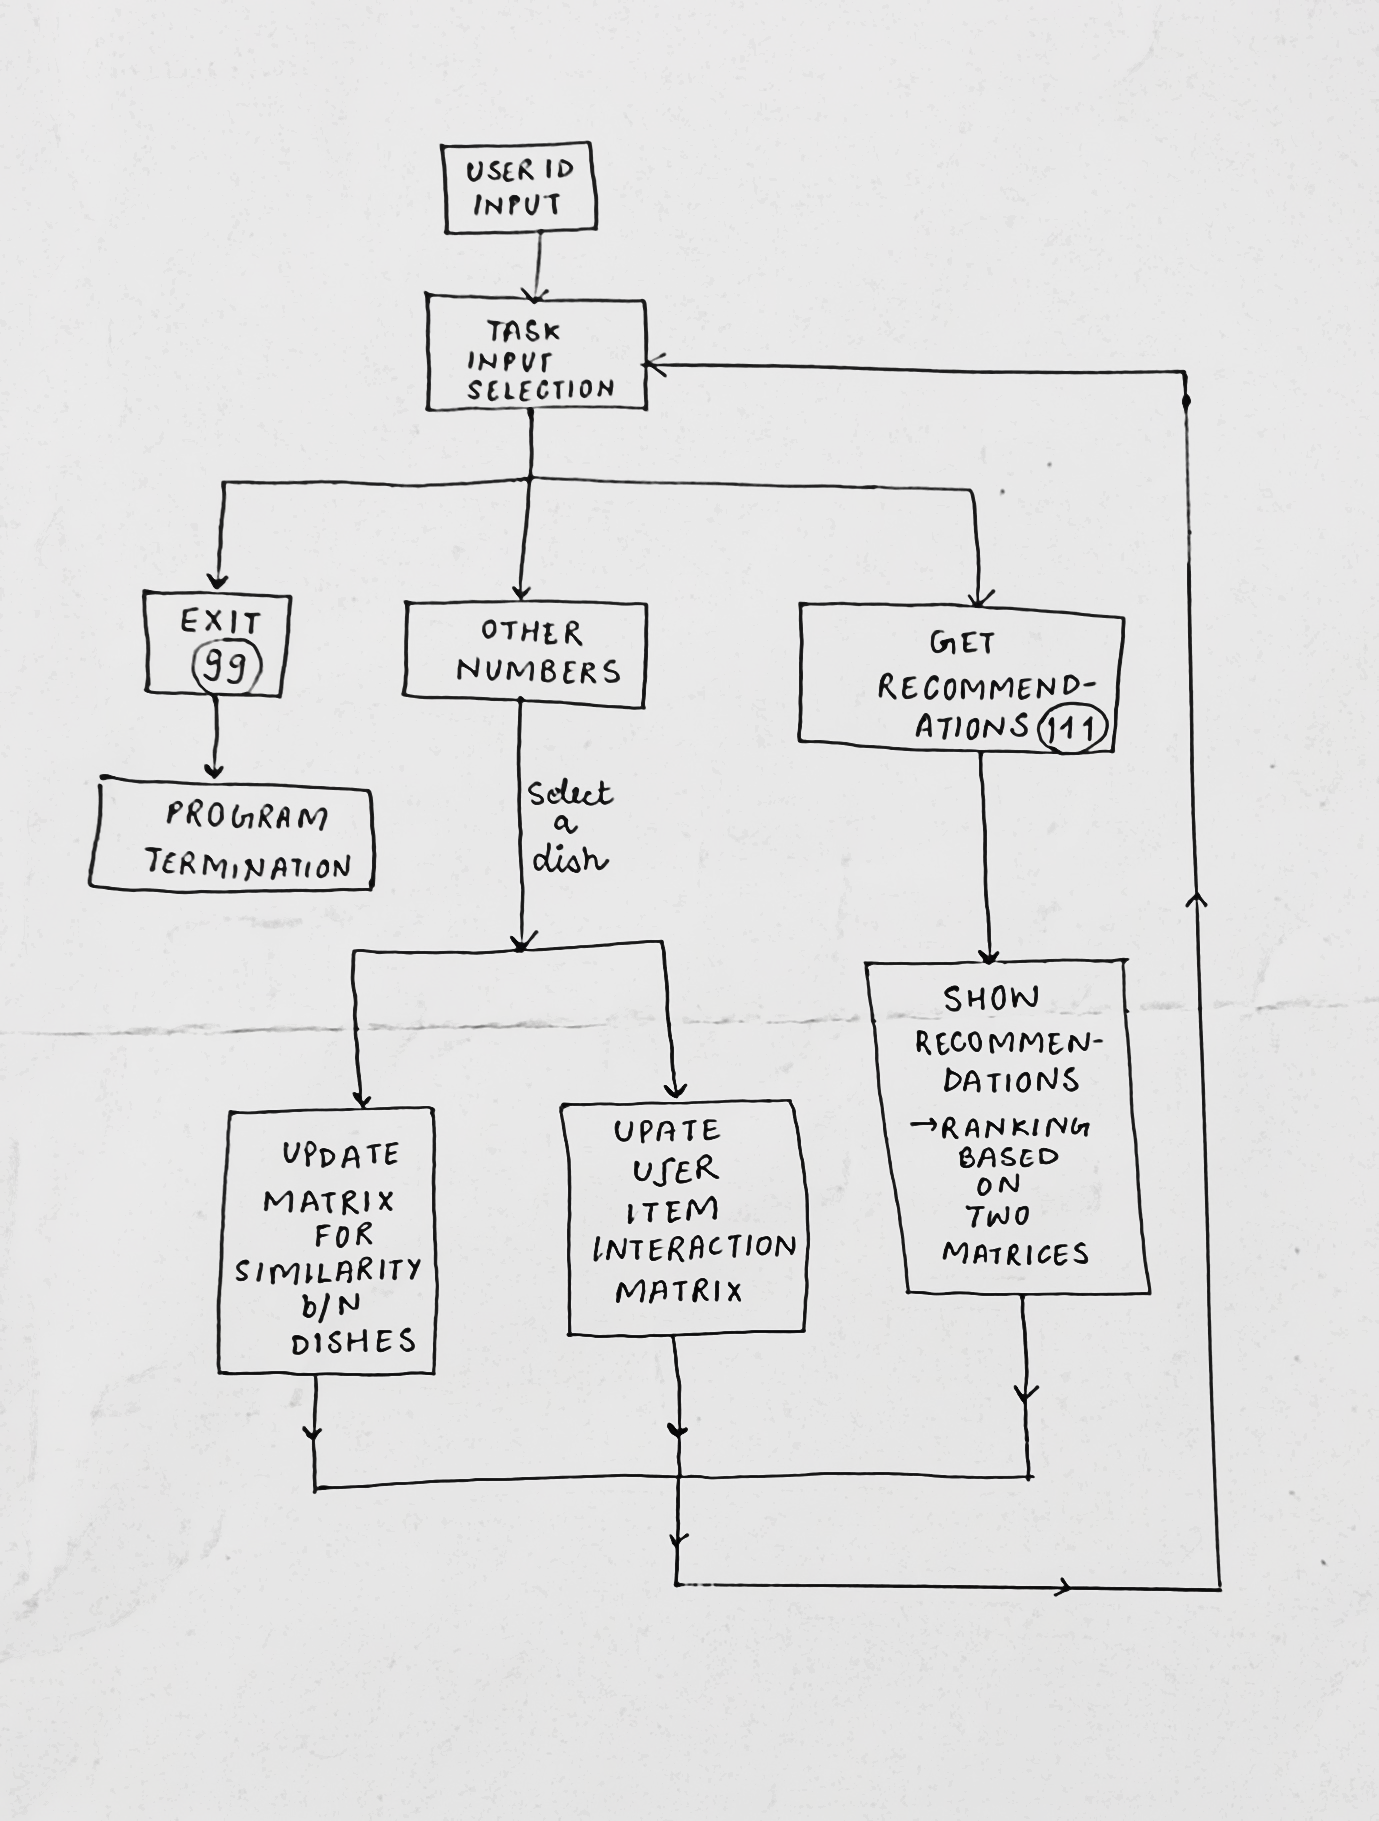 USER ID
INPUT
TASK
INPUT
SELECTION
EXIT
99
OTHER
NUMBERS
GET
RECOMMEND-
ATIONS 111
PROGRAM
TERMINATION
Select
a
dish
SHOW
RECOMMEN-
DATIONS
→RANKING
BASED
ON
TWO
MATRICES
UPDATE
MATRIX
FOR
SIMILARITY
b/N
DISHES
UPATE
USER
ITEM
INTERACTION
MATRIX